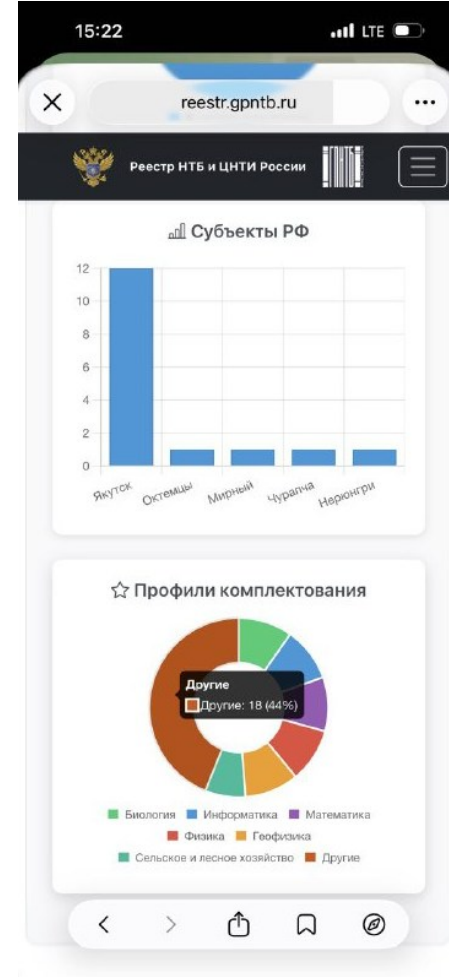 15:22
LTE
reestr.gpntb.ru
Реестр НТБ и ЦНТИ России
Субъекты РФ
12
10
8
6
4
2
0
Якутск Октемцы Мирный Чурапча Нерюнгри
Профили комплектования
Другие
Другие: 18 (44%)
Биология Информатика Математика
Физика Геофизика
Сельское и лесное хозяйство Другие